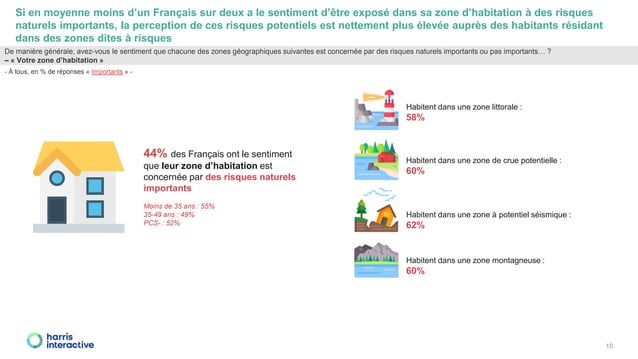 Si en moyenne moins d’un Français sur deux a le sentiment d’être exposé dans sa zone d’habitation à des risques
naturels importants, la perception de ces risques potentiels est nettement plus élevée auprès des habitants résidant
dans des zones dites à risques
De manière générale, avez-vous le sentiment que chacune des zones géographiques suivantes est concernée par des risques naturels importants ou pas importants… ?
– « Votre zone d’habitation »
- À tous, en % de réponses « Importants » -
44% des Français ont le sentiment
que leur zone d’habitation est
concernée par des risques naturels
importants
Moins de 35 ans : 55%
35-49 ans : 49%
PCS- : 52%
Habitent dans une zone littorale :
58%
Habitent dans une zone de crue potentielle :
60%
Habitent dans une zone à potentiel séismique :
62%
Habitent dans une zone montagneuse :
60%
harris
interactive
10